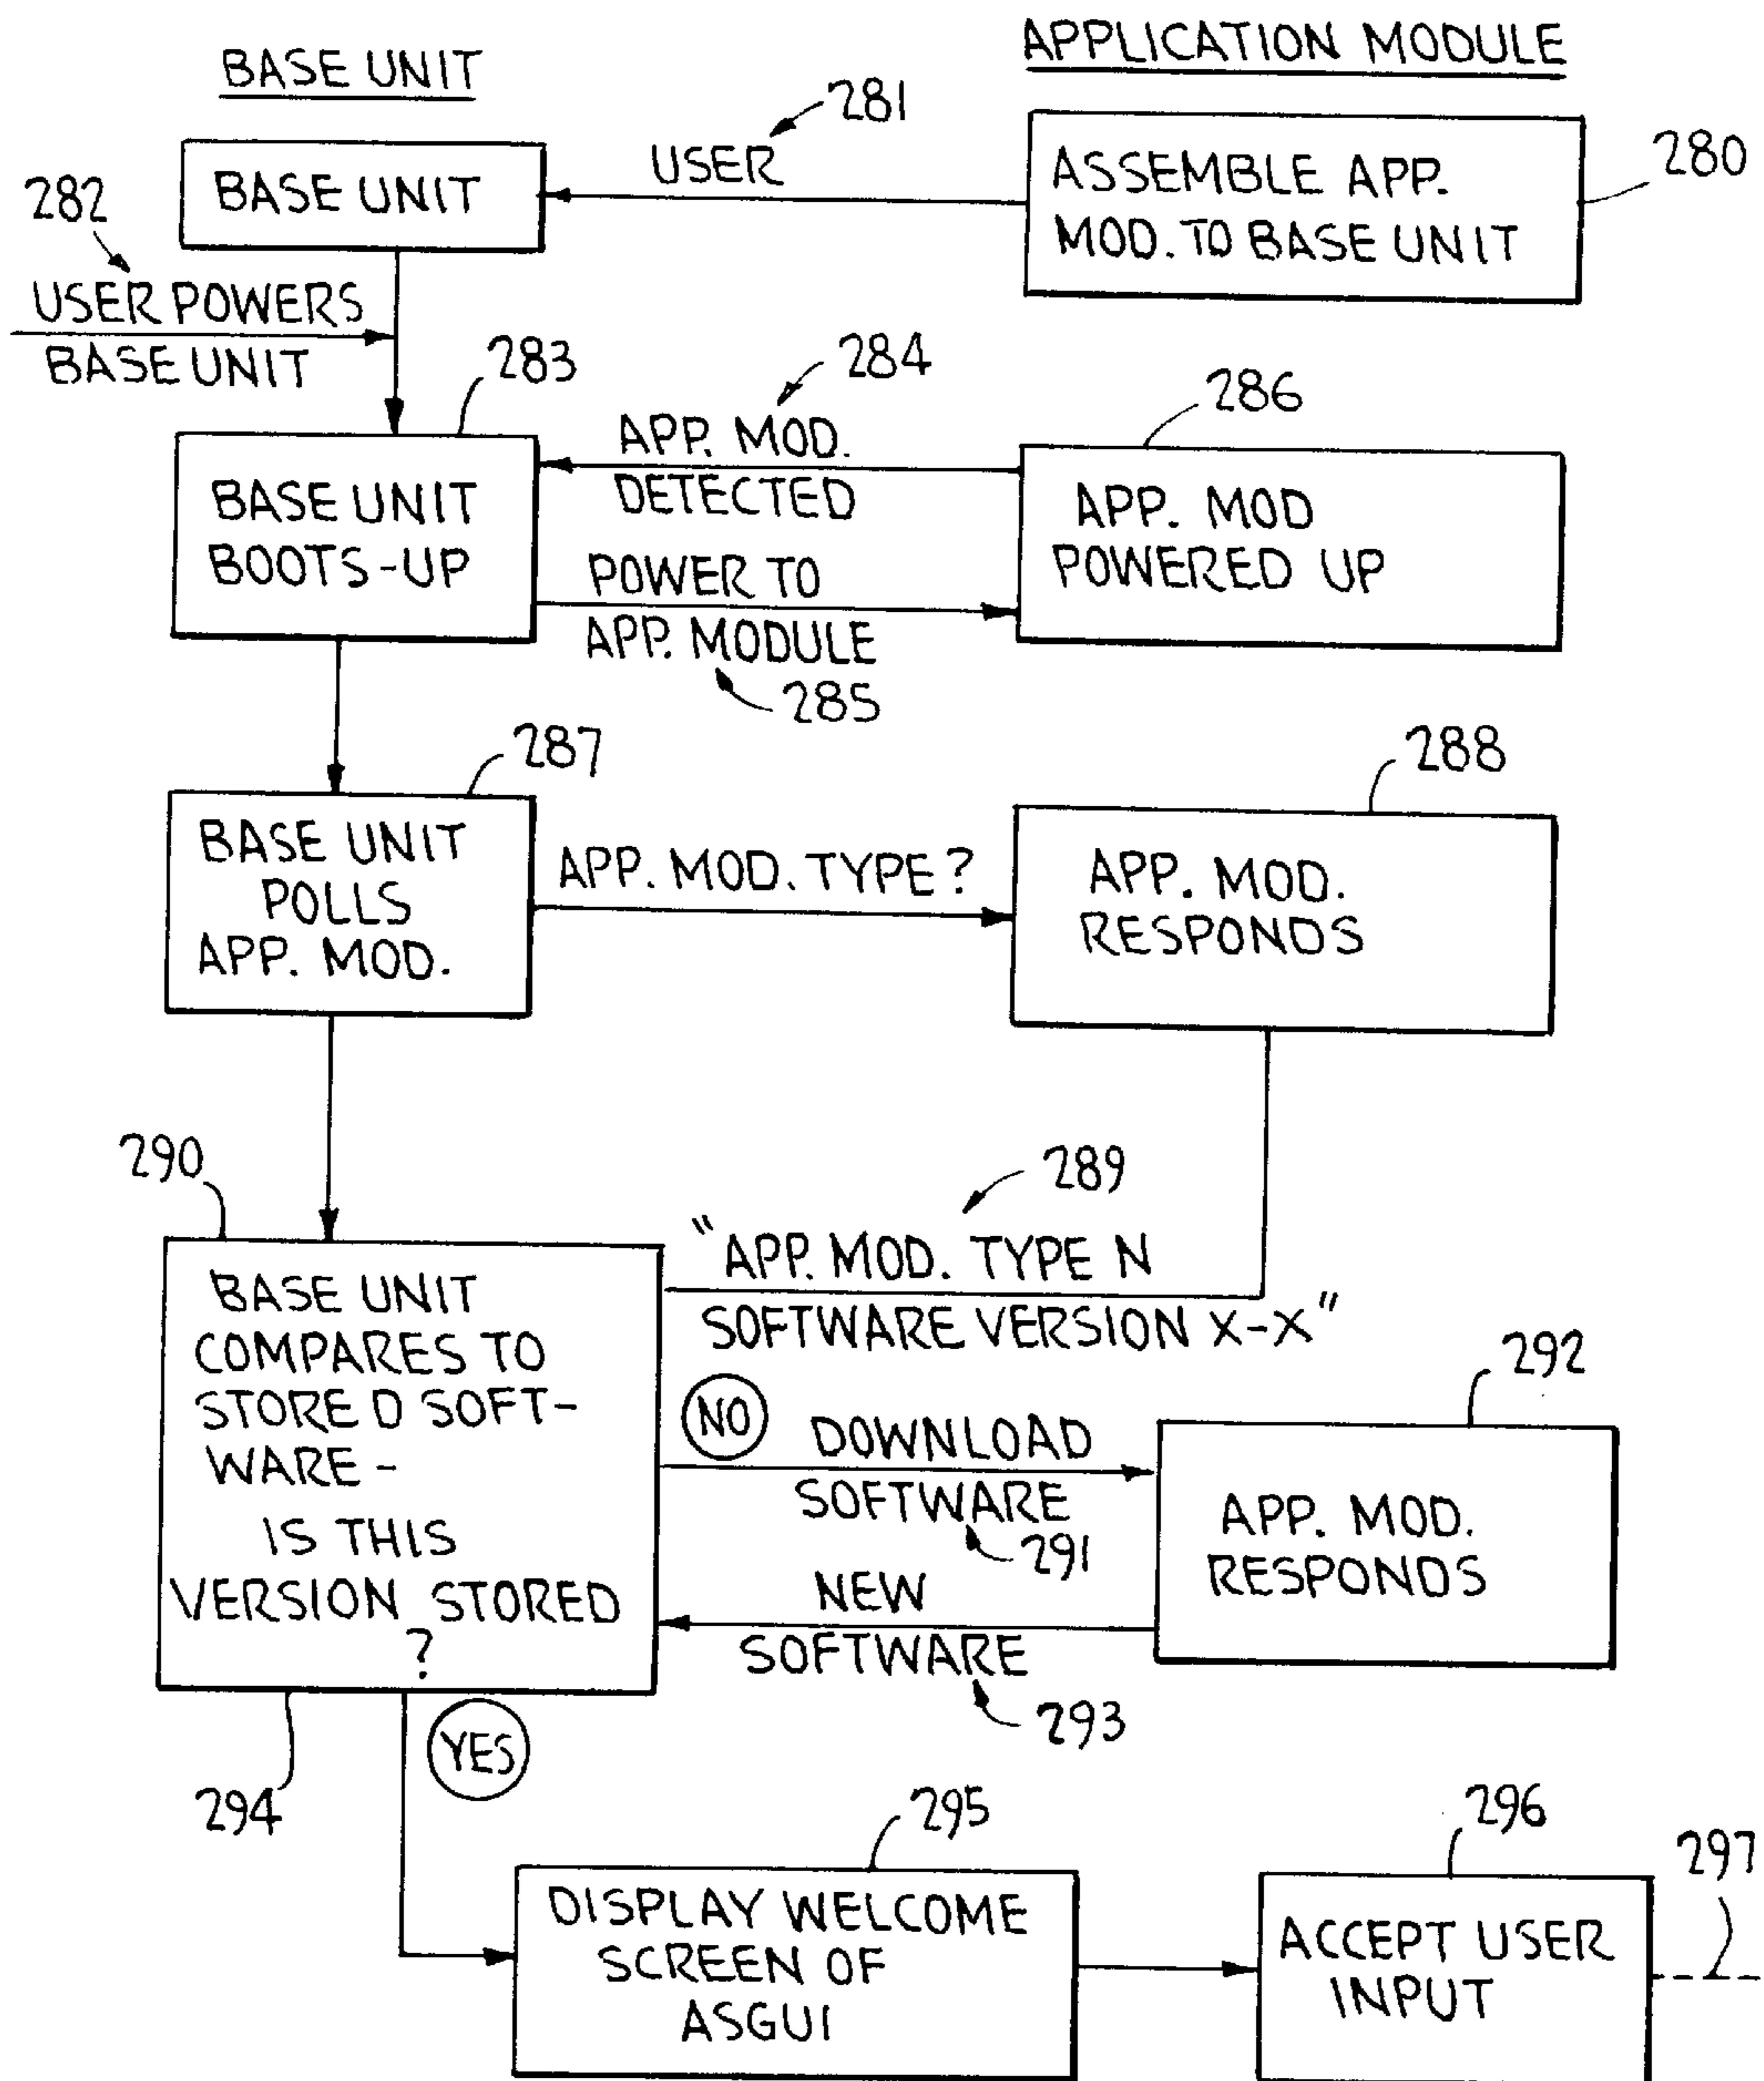 BASE UNIT
APPLICATION MODULE
281
BASE UNIT
USER
ASSEMBLE APP.
MOD. TO BASE UNIT
280
282
USER POWERS
BASE UNIT
283
284
286
BASE UNIT
BOOTS-UP
APP. MOD.
DETECTED
POWER TO
APP. MODULE
285
APP. MOD
POWERED UP
287
288
BASE UNIT
POLLS
APP. MOD.
APP. MOD. TYPE?
APP. MOD.
RESPONDS
290
289
"APP. MOD. TYPE N
SOFTWARE VERSION X-X"
BASE UNIT
COMPARES TO
STORED SOFT-
WARE -
IS THIS
VERSION STORED
?
NO
DOWNLOAD
SOFTWARE
291
292
APP. MOD.
RESPONDS
NEW
SOFTWARE
293
294
YES
295
296
297
DISPLAY WELCOME
SCREEN OF
ASGUI
ACCEPT USER
INPUT